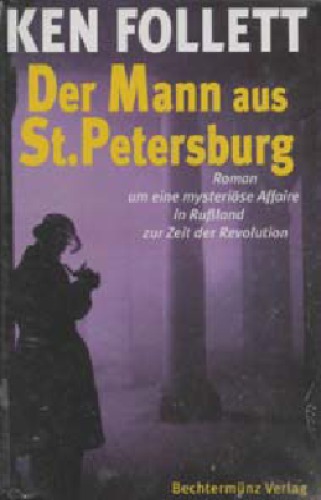 KEN FOLLETT
Der Mann aus
St.Petersburg
Roman
um eine mysteriöse Affaire
in Rußland
zur Zeit der Revolution
Bechtermünz Verlag